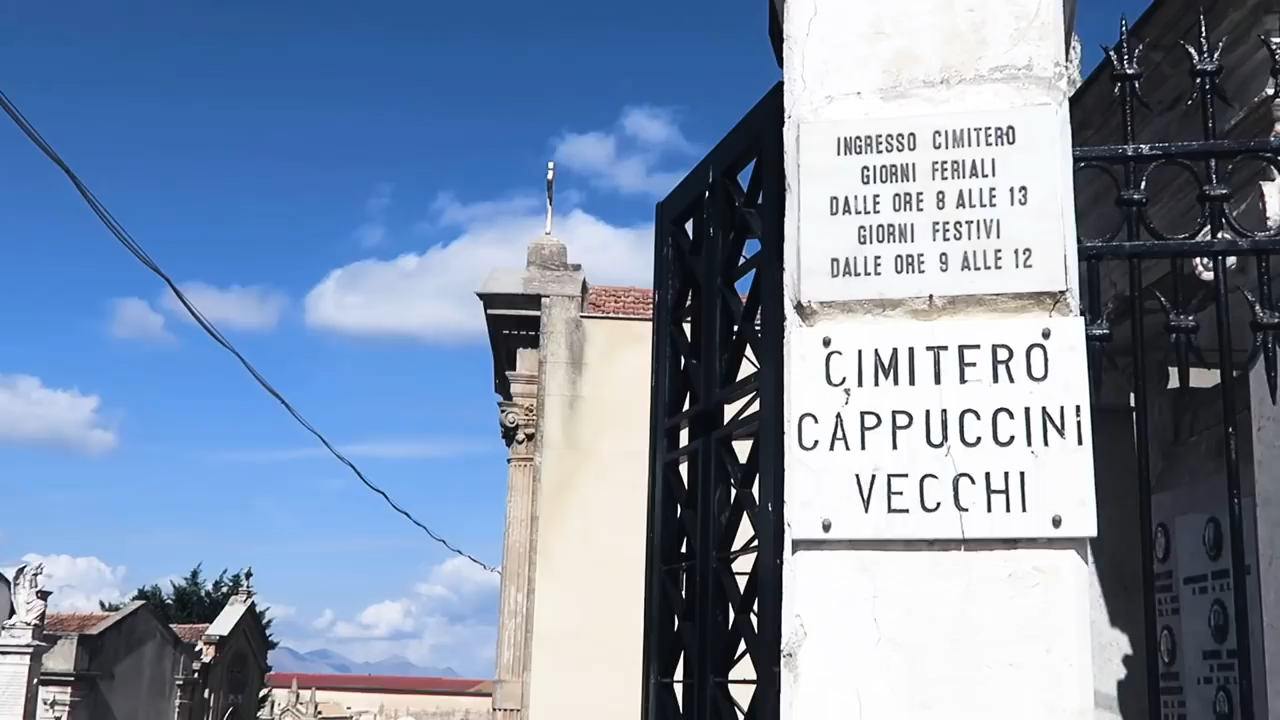 INGRESSO CIMITERO
GIORNI FERIALI
DALLE ORE 8 ALLE 13
GIORNI FESTIVI
DALLE ORE 9 ALLE 12
CIMITERO
CAPPUCCINI
VECCHI